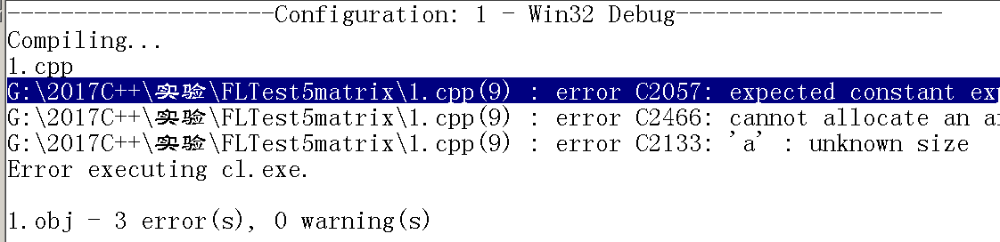 --------------------Configuration: 1 - Win32 Debug--------------------
Compiling...
1.cpp
G:\2017C++\实验\FLTest5matrix\1.cpp(9) : error C2057: expected constant exp
G:\2017C++\实验\FLTest5matrix\1.cpp(9) : error C2466: cannot allocate an ar
G:\2017C++\实验\FLTest5matrix\1.cpp(9) : error C2133: 'a' : unknown size
Error executing cl.exe.
1.obj - 3 error(s), 0 warning(s)